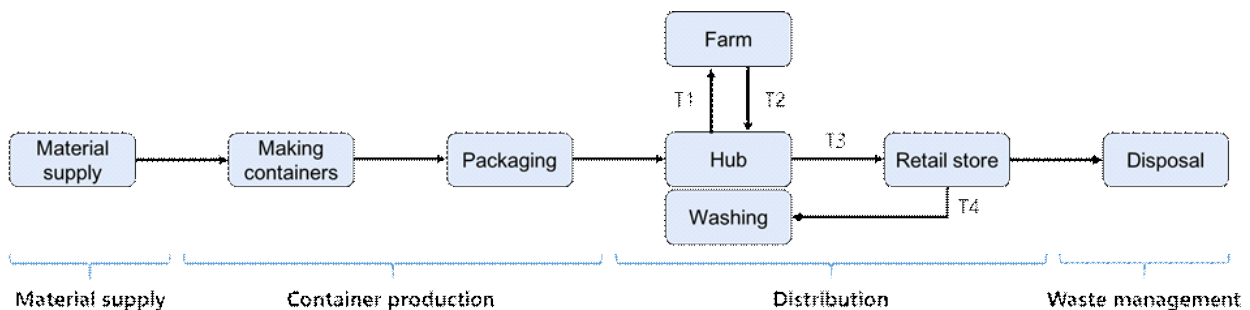 Farm
T1
T2
Material
supply
Making
containers
Packaging
Hub
T3
Retail store
Disposal
Washing
T4
Material supply
Container production
Distribution
Waste management